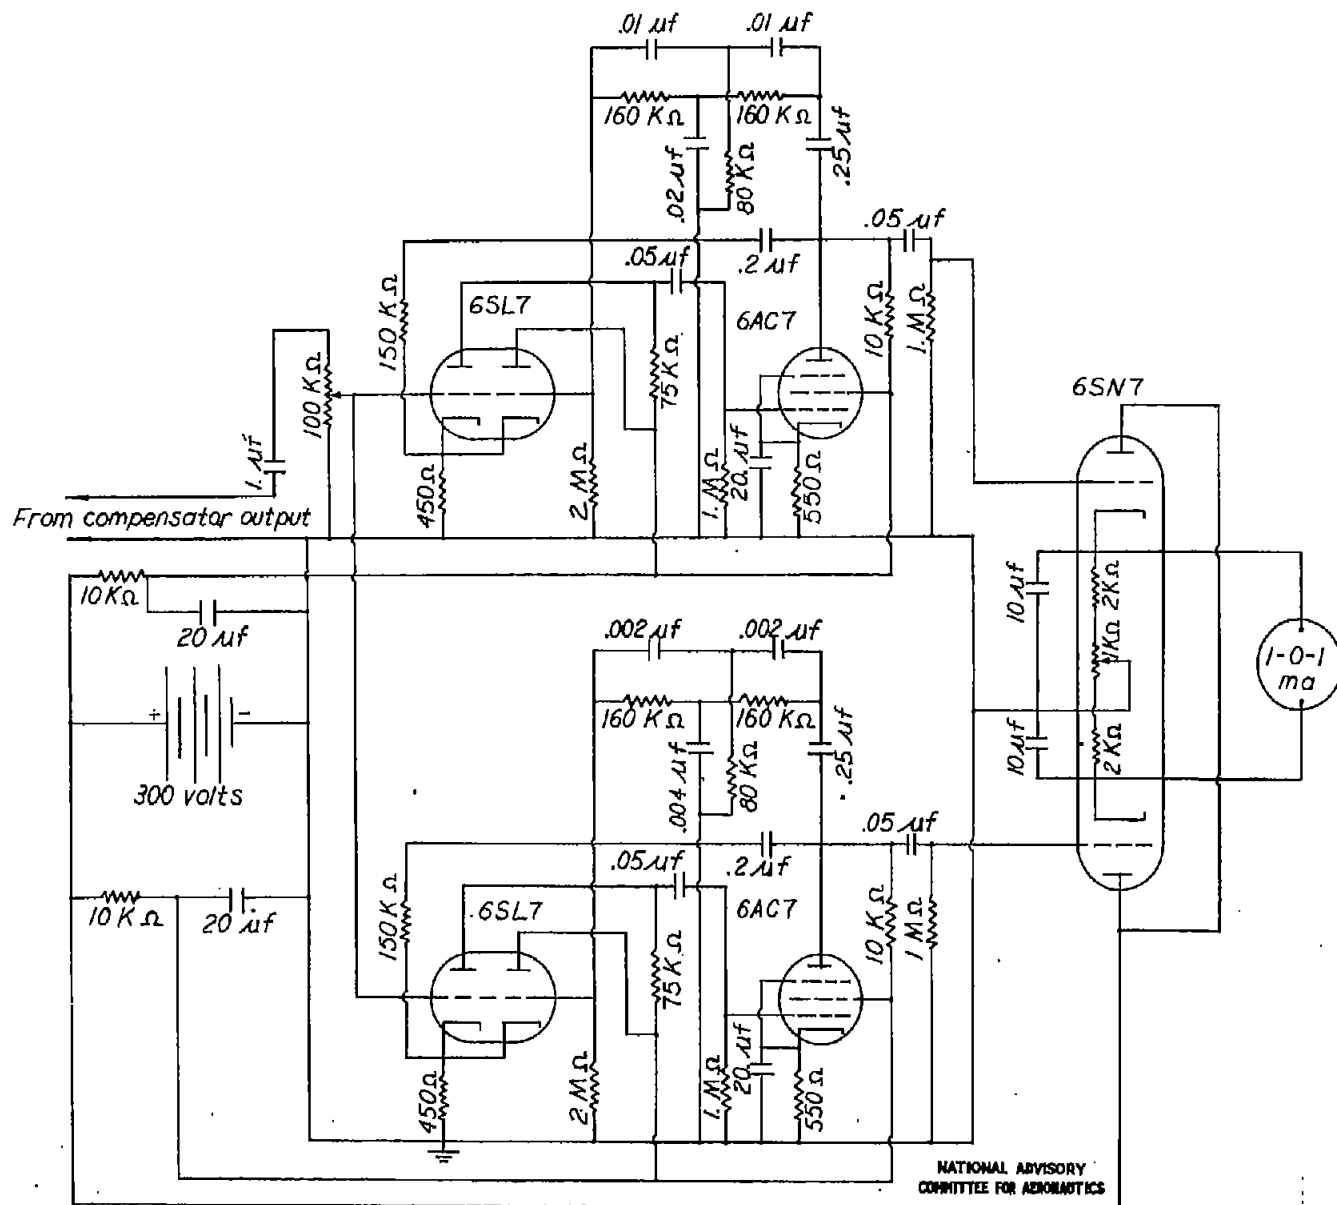 .01 µf
.01 µf
160 KΩ
160 KΩ
.02 µf
80 KΩ
.25 µf
.05 µf
.2 µf
.05 µf
6SL7
6AC7
150 KΩ
75 KΩ
10 KΩ
1. MΩ
100 KΩ
6SN7
1. µf
450 Ω
2 MΩ
1. MΩ
20. µf
550 Ω
From compensator output
10 KΩ
20 µf
10 µf
2KΩ
1KΩ
1-0-1
ma
10 µf
2 KΩ
.002 µf
.002 µf
160 KΩ
160 KΩ
.004 µf
80 KΩ
.25 µf
+
-
300 volts
.05 µf
.2 µf
.05 µf
10 KΩ
20 µf
6SL7
6AC7
150 KΩ
75 KΩ
10 KΩ
1 MΩ
450 Ω
2 MΩ
1. MΩ
20. µf
550 Ω
NATIONAL ADVISORY
COMMITTEE FOR AERONAUTICS